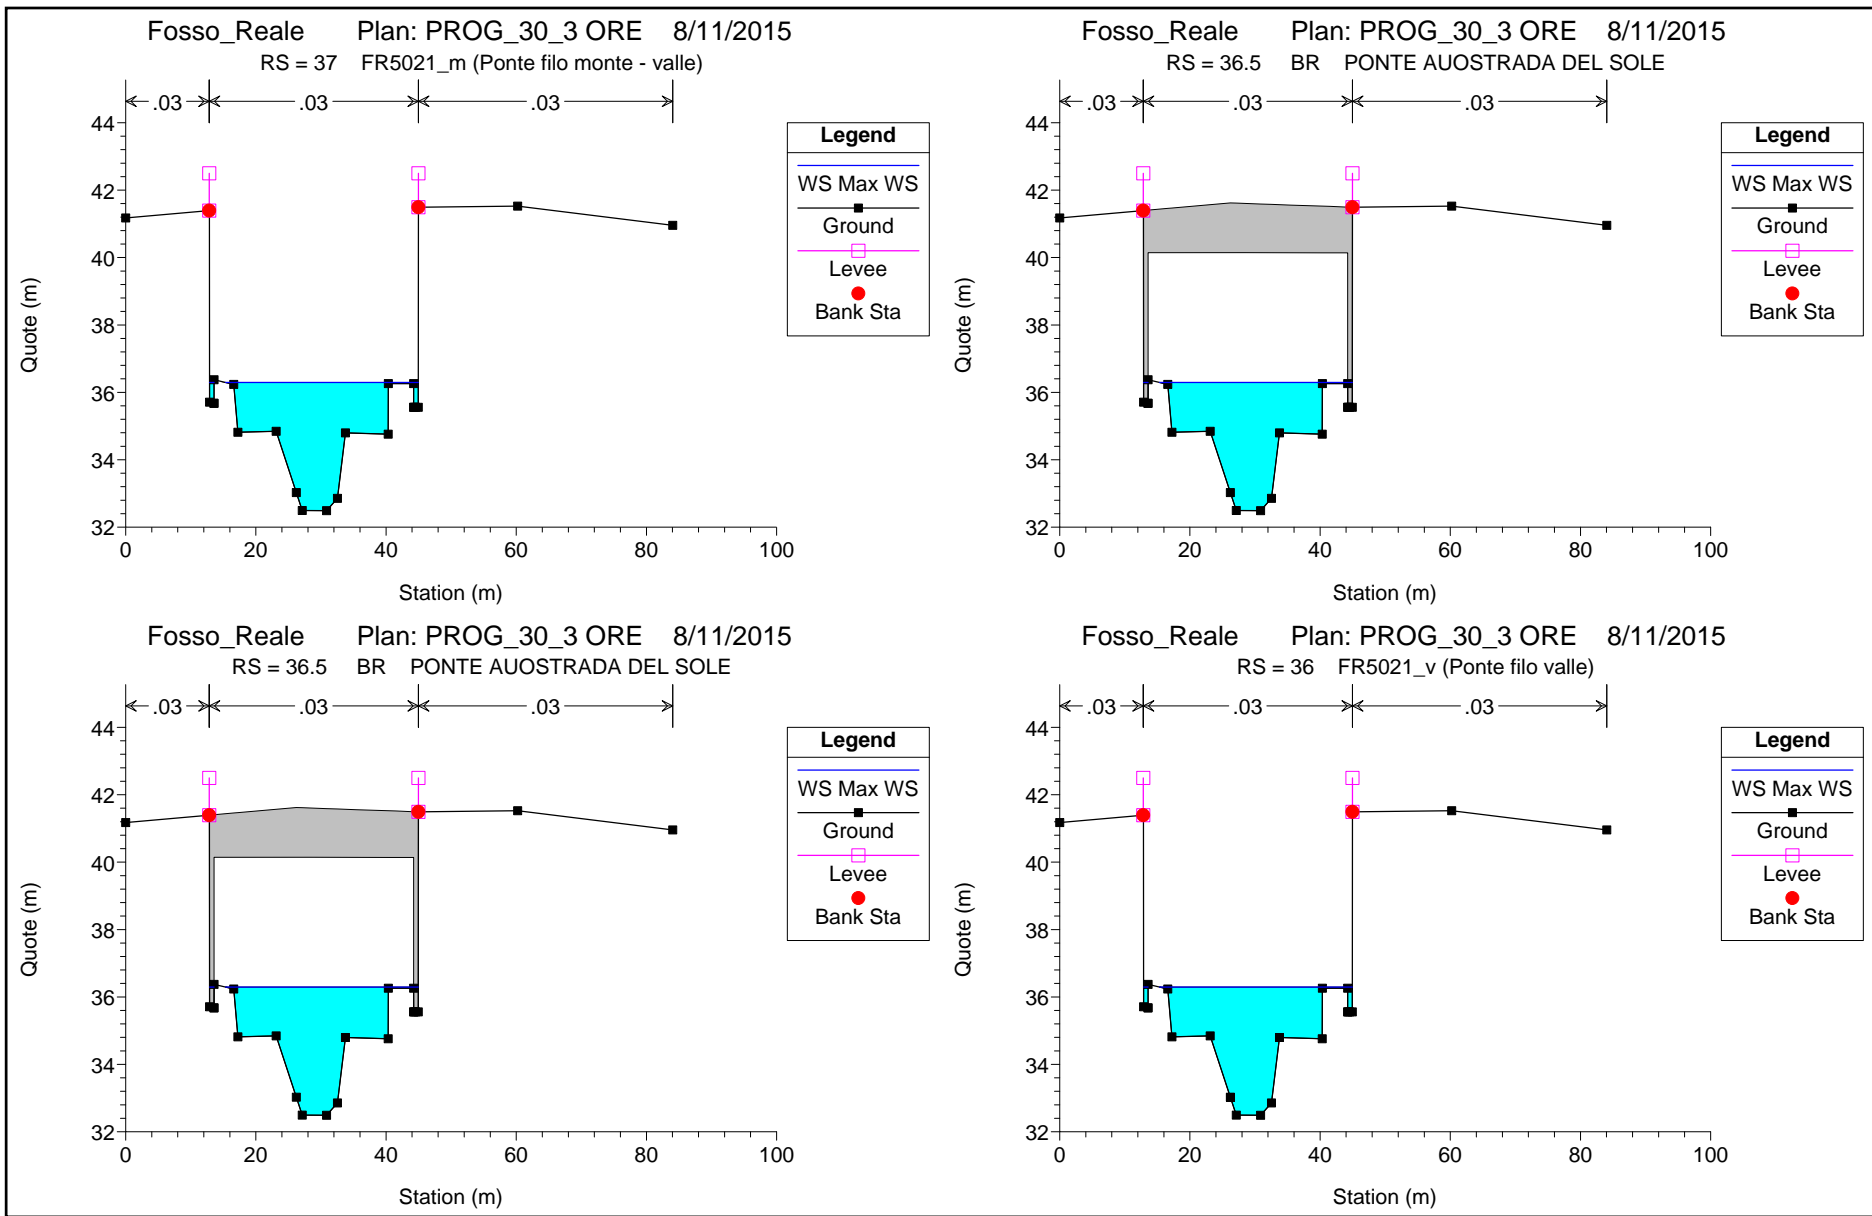 Fosso_Reale Plan: PROG_30_3 ORE 8/11/2015
RS = 37 FR5021_m (Ponte filo monte - valle)
.03 .03 .03
44
42
40
38
36
34
32
0 20 40 60 80 100
Quote (m)
Station (m)
Legend
WS Max WS
Ground
Levee
Bank Sta
Fosso_Reale Plan: PROG_30_3 ORE 8/11/2015
RS = 36.5 BR PONTE AUOSTRADA DEL SOLE
.03 .03 .03
44
42
40
38
36
34
32
0 20 40 60 80 100
Quote (m)
Station (m)
Legend
WS Max WS
Ground
Levee
Bank Sta
Fosso_Reale Plan: PROG_30_3 ORE 8/11/2015
RS = 36.5 BR PONTE AUOSTRADA DEL SOLE
.03 .03 .03
44
42
40
38
36
34
32
0 20 40 60 80 100
Quote (m)
Station (m)
Legend
WS Max WS
Ground
Levee
Bank Sta
Fosso_Reale Plan: PROG_30_3 ORE 8/11/2015
RS = 36 FR5021_v (Ponte filo valle)
.03 .03 .03
44
42
40
38
36
34
32
0 20 40 60 80 100
Quote (m)
Station (m)
Legend
WS Max WS
Ground
Levee
Bank Sta